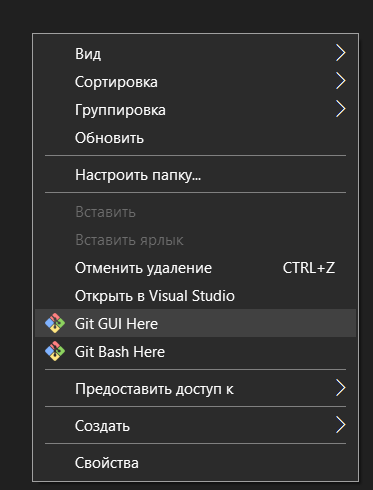 Вид
Сортировка
Группировка
Обновить
Настроить папку...
Вставить
Вставить ярлык
Отменить удаление CTRL+Z
Открыть в Visual Studio
Git GUI Here
Git Bash Here
Предоставить доступ к
Создать
Свойства